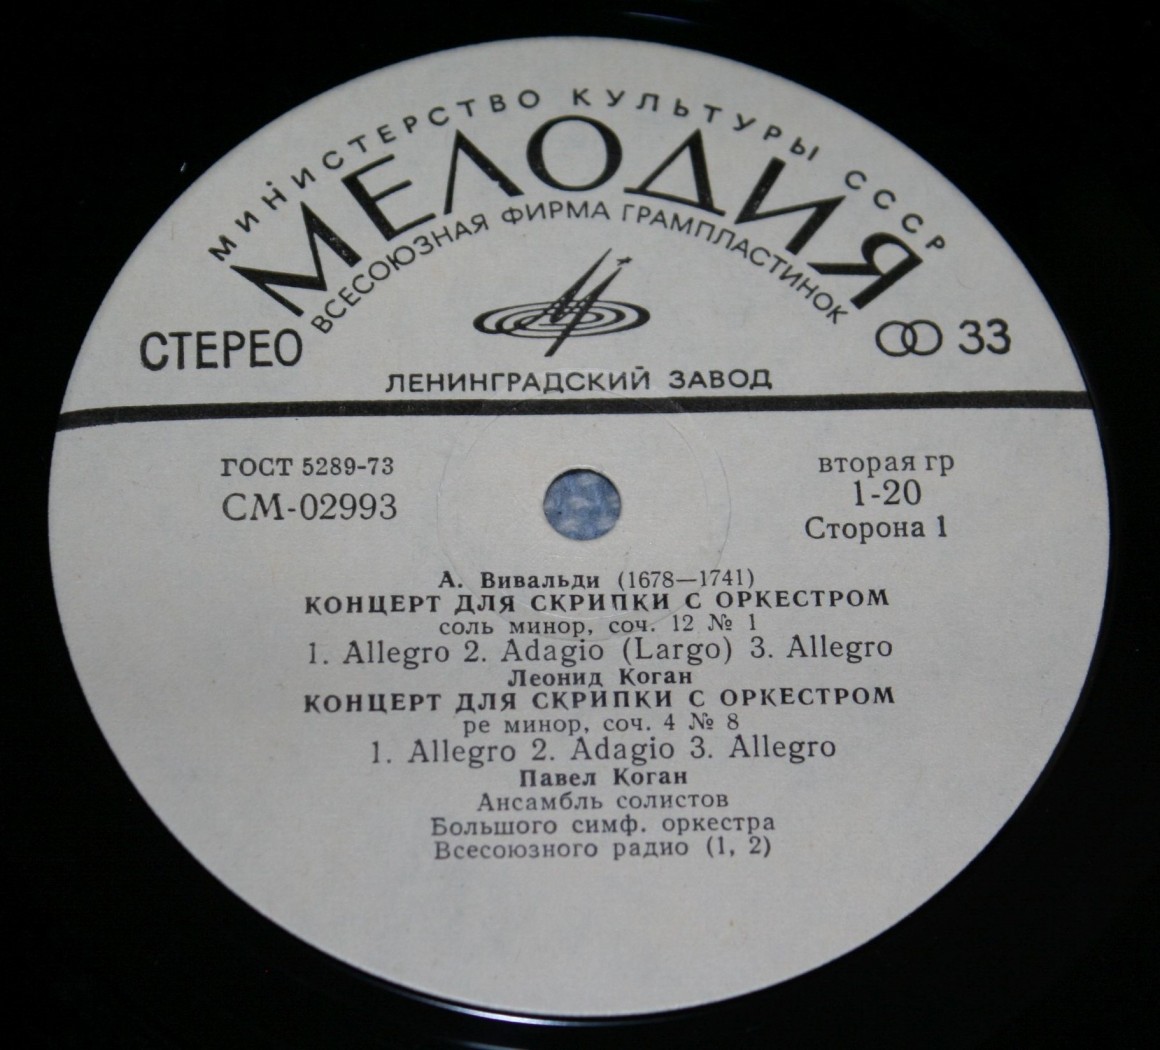 МИНИСТЕРСТВО КУЛЬТУРЫ СССР
МЕЛОДИЯ
ВСЕСОЮЗНАЯ ФИРМА ГРАМПЛАСТИНОК
СТЕРЕО
33
ЛЕНИНГРАДСКИЙ ЗАВОД
ГОСТ 5289-73
СМ-02993
вторая гр
1-20
Сторона 1
А. Вивальди (1678—1741)
КОНЦЕРТ ДЛЯ СКРИПКИ С ОРКЕСТРОМ
соль минор, соч. 12 № 1
1. Allegro 2. Adagio (Largo) 3. Allegro
Леонид Коган
КОНЦЕРТ ДЛЯ СКРИПКИ С ОРКЕСТРОМ
ре минор, соч. 4 № 8
1. Allegro 2. Adagio 3. Allegro
Павел Коган
Ансамбль солистов
Большого симф. оркестра
Всесоюзного радио (1, 2)